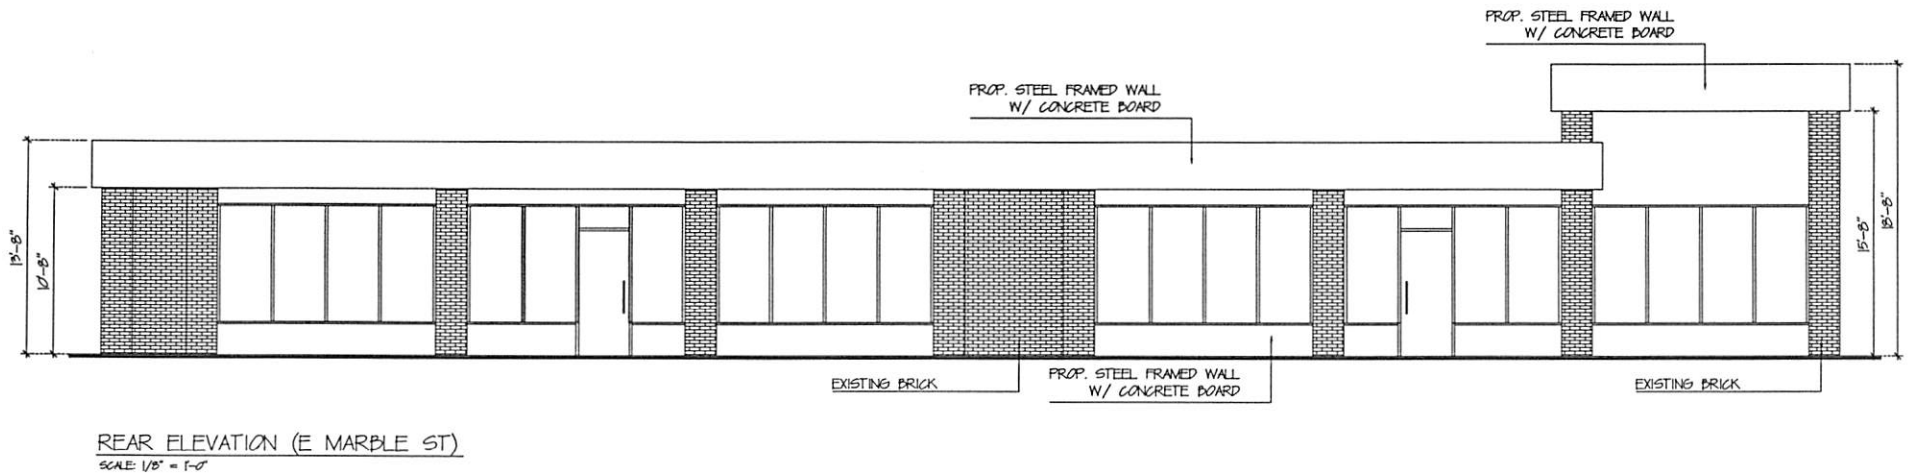 PROP. STEEL FRAMED WALL
W/ CONCRETE BOARD
PROP. STEEL FRAMED WALL
W/ CONCRETE BOARD
13'-8"
10'-8"
15'-8"
18'-8"
EXISTING BRICK
PROP. STEEL FRAMED WALL
W/ CONCRETE BOARD
EXISTING BRICK
REAR ELEVATION (E MARBLE ST)
SCALE: 1/8" = 1'-0"